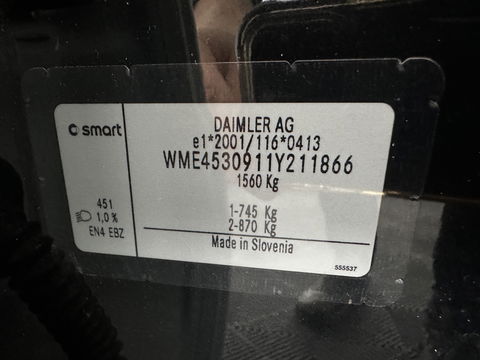 smart
DAIMLER AG
e1*2001/116*0413
WME4530911Y211866
1560 Kg
451
1,0 %
EN4 EBZ
1-745 Kg
2-870 Kg
Made in Slovenia
555537